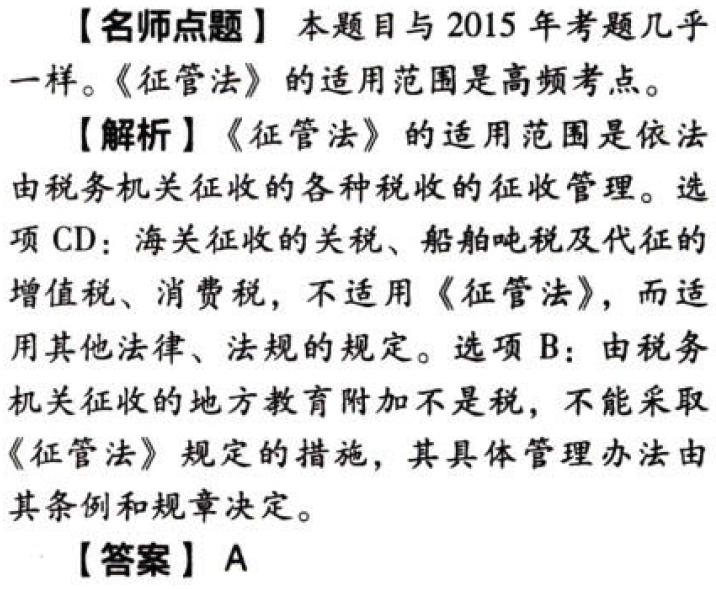 【名师点题】 本题目与 2015 年考题几乎
一样。《征管法》的适用范围是高频考点。
【解析】《征管法》的适用范围是依法
由税务机关征收的各种税收的征收管理。选
项 CD：海关征收的关税、船舶吨税及代征的
增值税、消费税，不适用《征管法》，而适
用其他法律、法规的规定。选项 B：由税务
机关征收的地方教育附加不是税，不能采取
《征管法》规定的措施，其具体管理办法由
其条例和规章决定。
【答案】 A